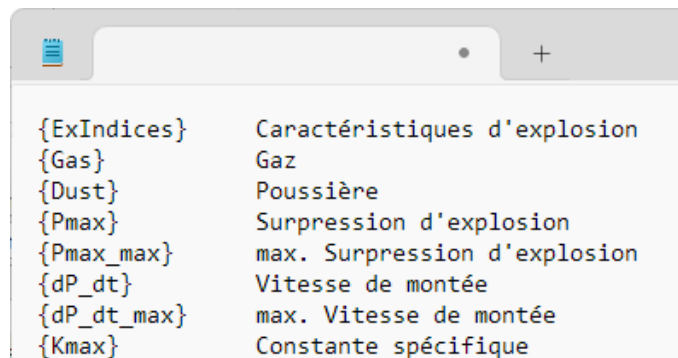 {ExIndices} Caractéristiques d'explosion
{Gas} Gaz
{Dust} Poussière
{Pmax} Surpression d'explosion
{Pmax_max} max. Surpression d'explosion
{dP_dt} Vitesse de montée
{dP_dt_max} max. Vitesse de montée
{Kmax} Constante spécifique